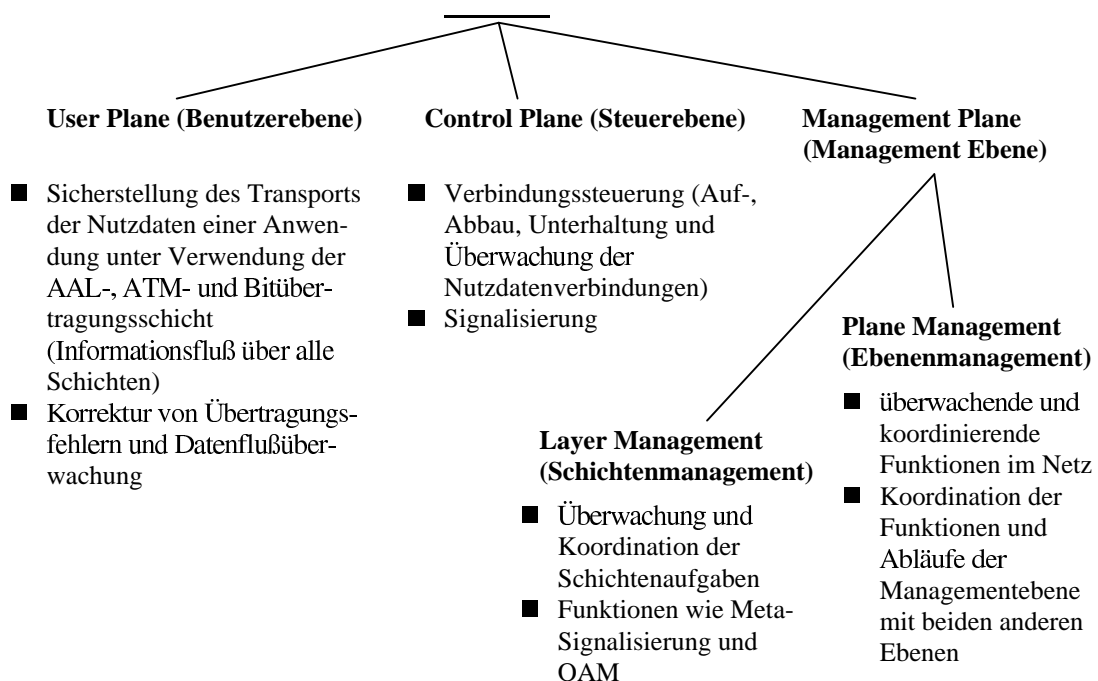 User Plane (Benutzerebene)
■ Sicherstellung des Transports
der Nutzdaten einer Anwen-
dung unter Verwendung der
AAL-, ATM- und Bitüber-
tragungsschicht
(Informationsfluß über alle
Schichten)
■ Korrektur von Übertragungs-
fehlern und Datenflußüber-
wachung
Control Plane (Steuerebene)
■ Verbindungssteuerung (Auf-,
Abbau, Unterhaltung und
Überwachung der
Nutzdatenverbindungen)
■ Signalisierung
Management Plane
(Management Ebene)
Layer Management
(Schichtenmanagement)
■ Überwachung und
Koordination der
Schichtenaufgaben
■ Funktionen wie Meta-
Signalisierung und
OAM
Plane Management
(Ebenenmanagement)
■ überwachende und
koordinierende
Funktionen im Netz
■ Koordination der
Funktionen und
Abläufe der
Managementebene
mit beiden anderen
Ebenen